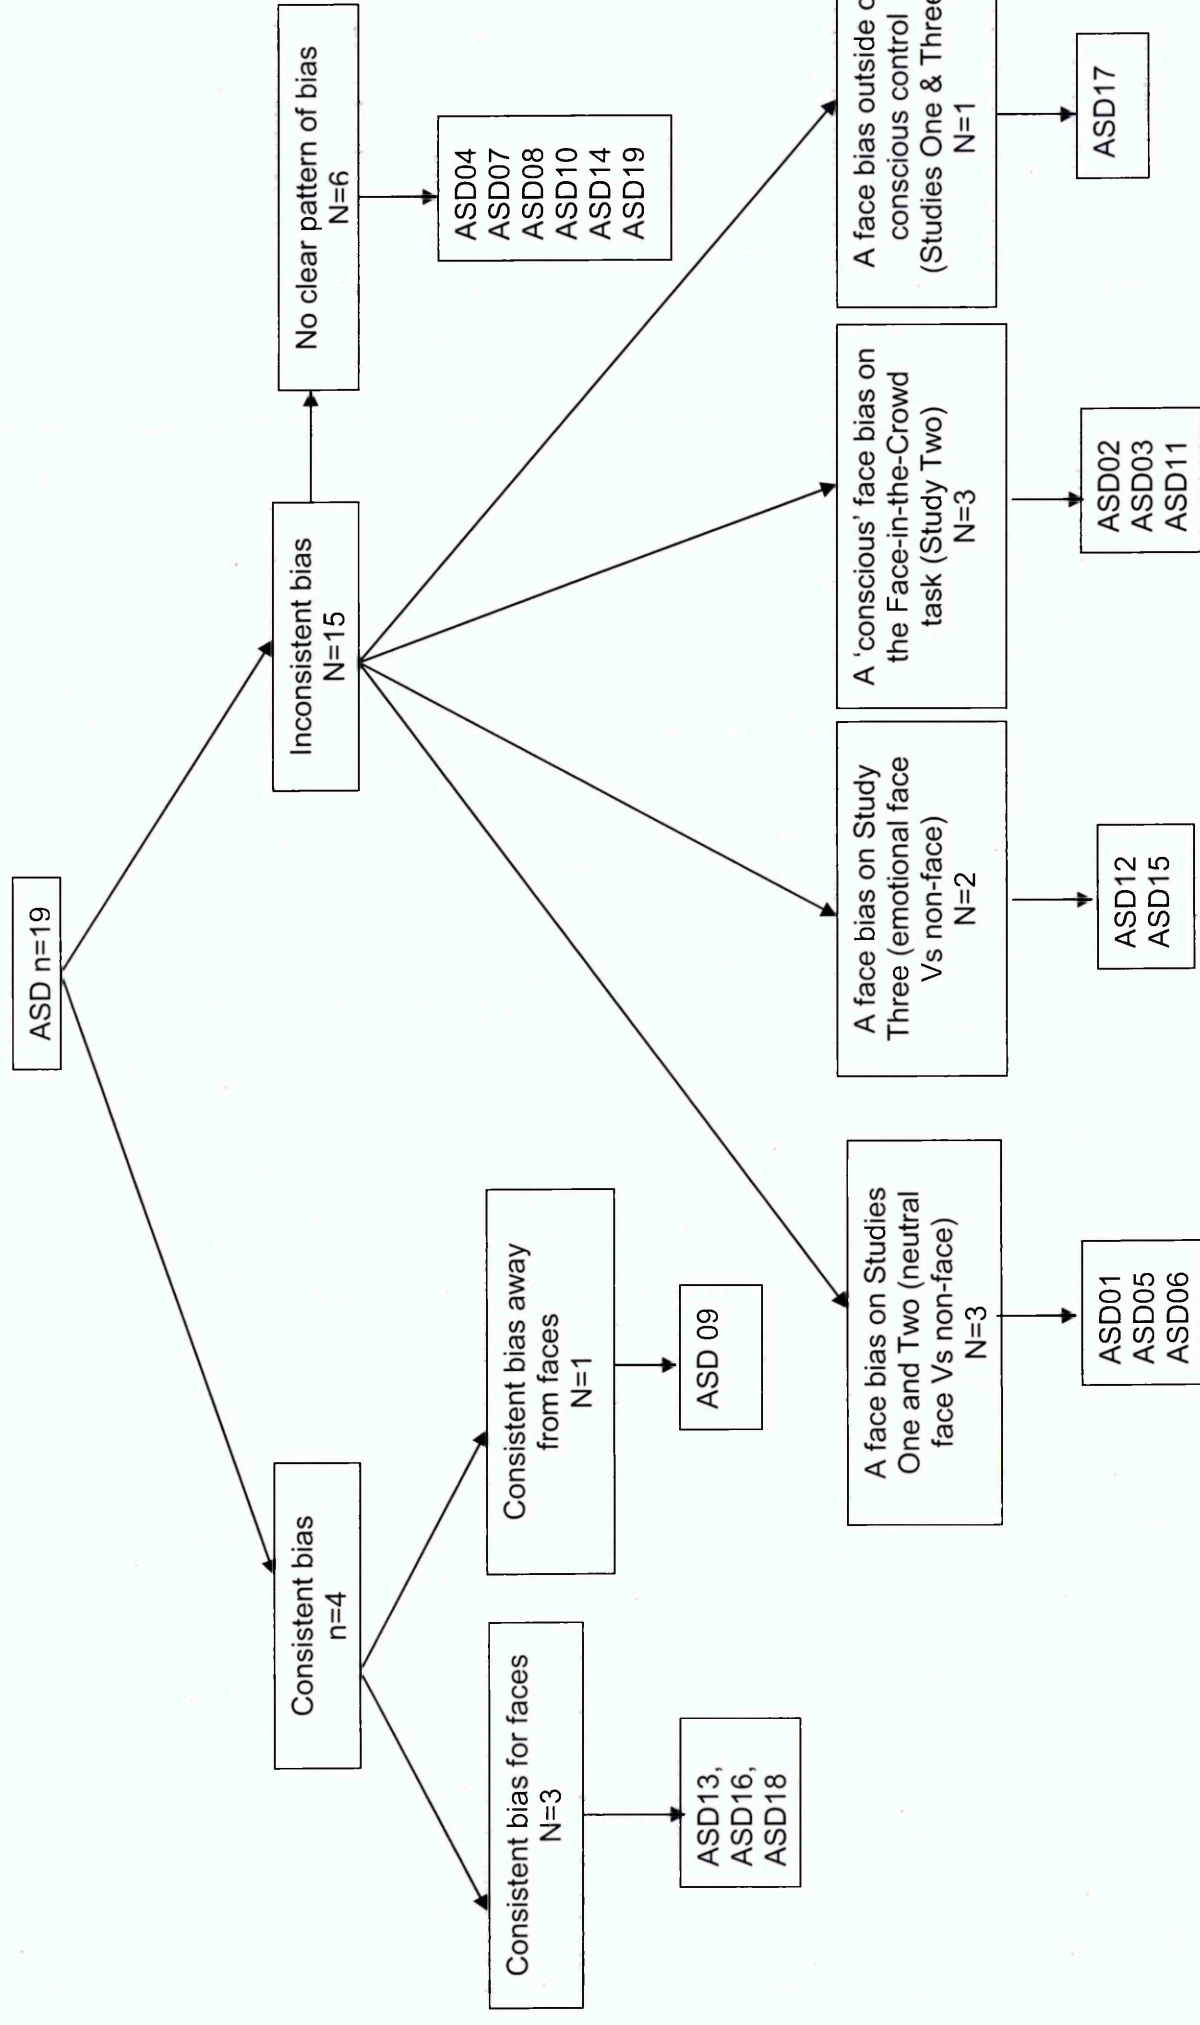 ASD n=19
Consistent bias
n=4
Inconsistent bias
N=15
No clear pattern of bias
N=6
ASD04
ASD07
ASD08
ASD10
ASD14
ASD19
Consistent bias for faces
N=3
Consistent bias away
from faces
N=1
ASD13,
ASD16,
ASD18
ASD 09
A face bias on Studies
One and Two (neutral
face Vs non-face)
N=3
A face bias on Study
Three (emotional face
Vs non-face)
N=2
A ‘conscious’ face bias on
the Face-in-the-Crowd
task (Study Two)
N=3
A face bias outside
conscious control
(Studies One & Three
N=1
ASD01
ASD05
ASD06
ASD12
ASD15
ASD02
ASD03
ASD11
ASD17